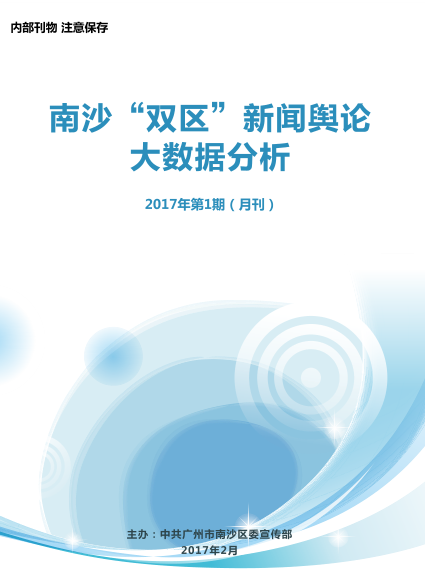 内部刊物 注意保存
南沙“双区”新闻舆论
大数据分析
2017年第1期（月刊）
主办：中共广州市南沙区委宣传部
2017年2月